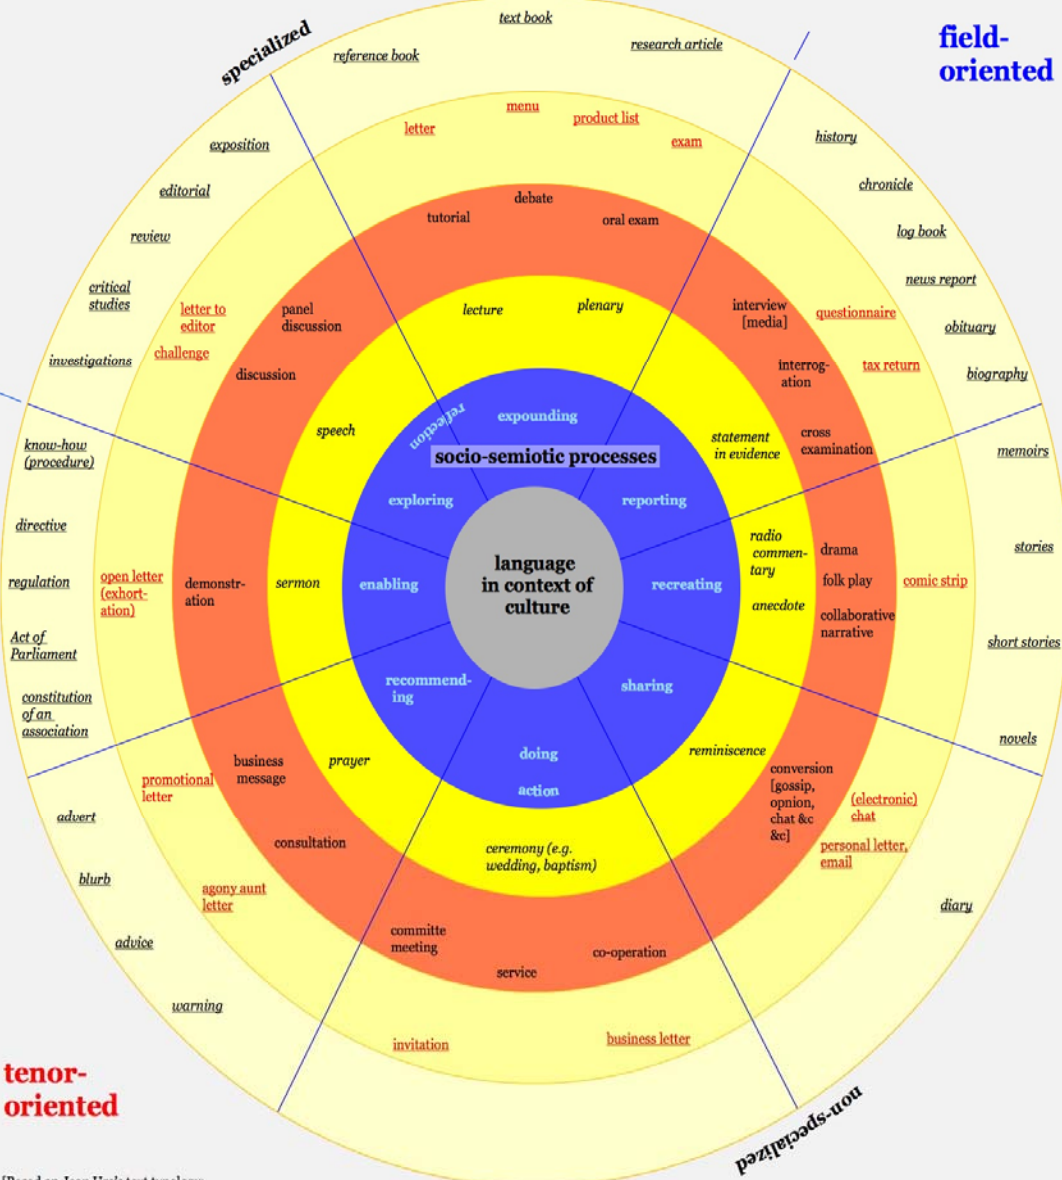 text book
reference book
research article
specialized
field-
oriented
menu
letter
product list
exam
exposition
history
editorial
chronicle
review
log book
debate
tutorial
oral exam
critical
studies
news report
letter to
editor
panel
discussion
lecture
plenary
interview
[media]
questionnaire
obituary
investigations
challenge
discussion
interrog-
ation
tax return
biography
reflection
expounding
speech
statement
in evidence
cross
examination
know-how
(procedure)
memoirs
socio-semiotic processes
exploring
reporting
directive
radio
commen-
tary
drama
stories
regulation
open letter
(exhort-
ation)
demonstr-
ation
sermon
enabling
language
in context of
culture
recreating
anecdote
folk play
comic strip
collaborative
narrative
Act of
Parliament
short stories
constitution
of an
association
recommend-
ing
sharing
novels
doing
action
reminiscence
business
message
prayer
promotional
letter
conversion
[gossip,
opnion,
chat &c
&c]
(electronic)
chat
advert
consultation
personal letter,
email
ceremony (e.g.
wedding, baptism)
blurb
agony aunt
letter
diary
advice
committe
meeting
service
co-operation
warning
invitation
business letter
tenor-
oriented
non-specialized